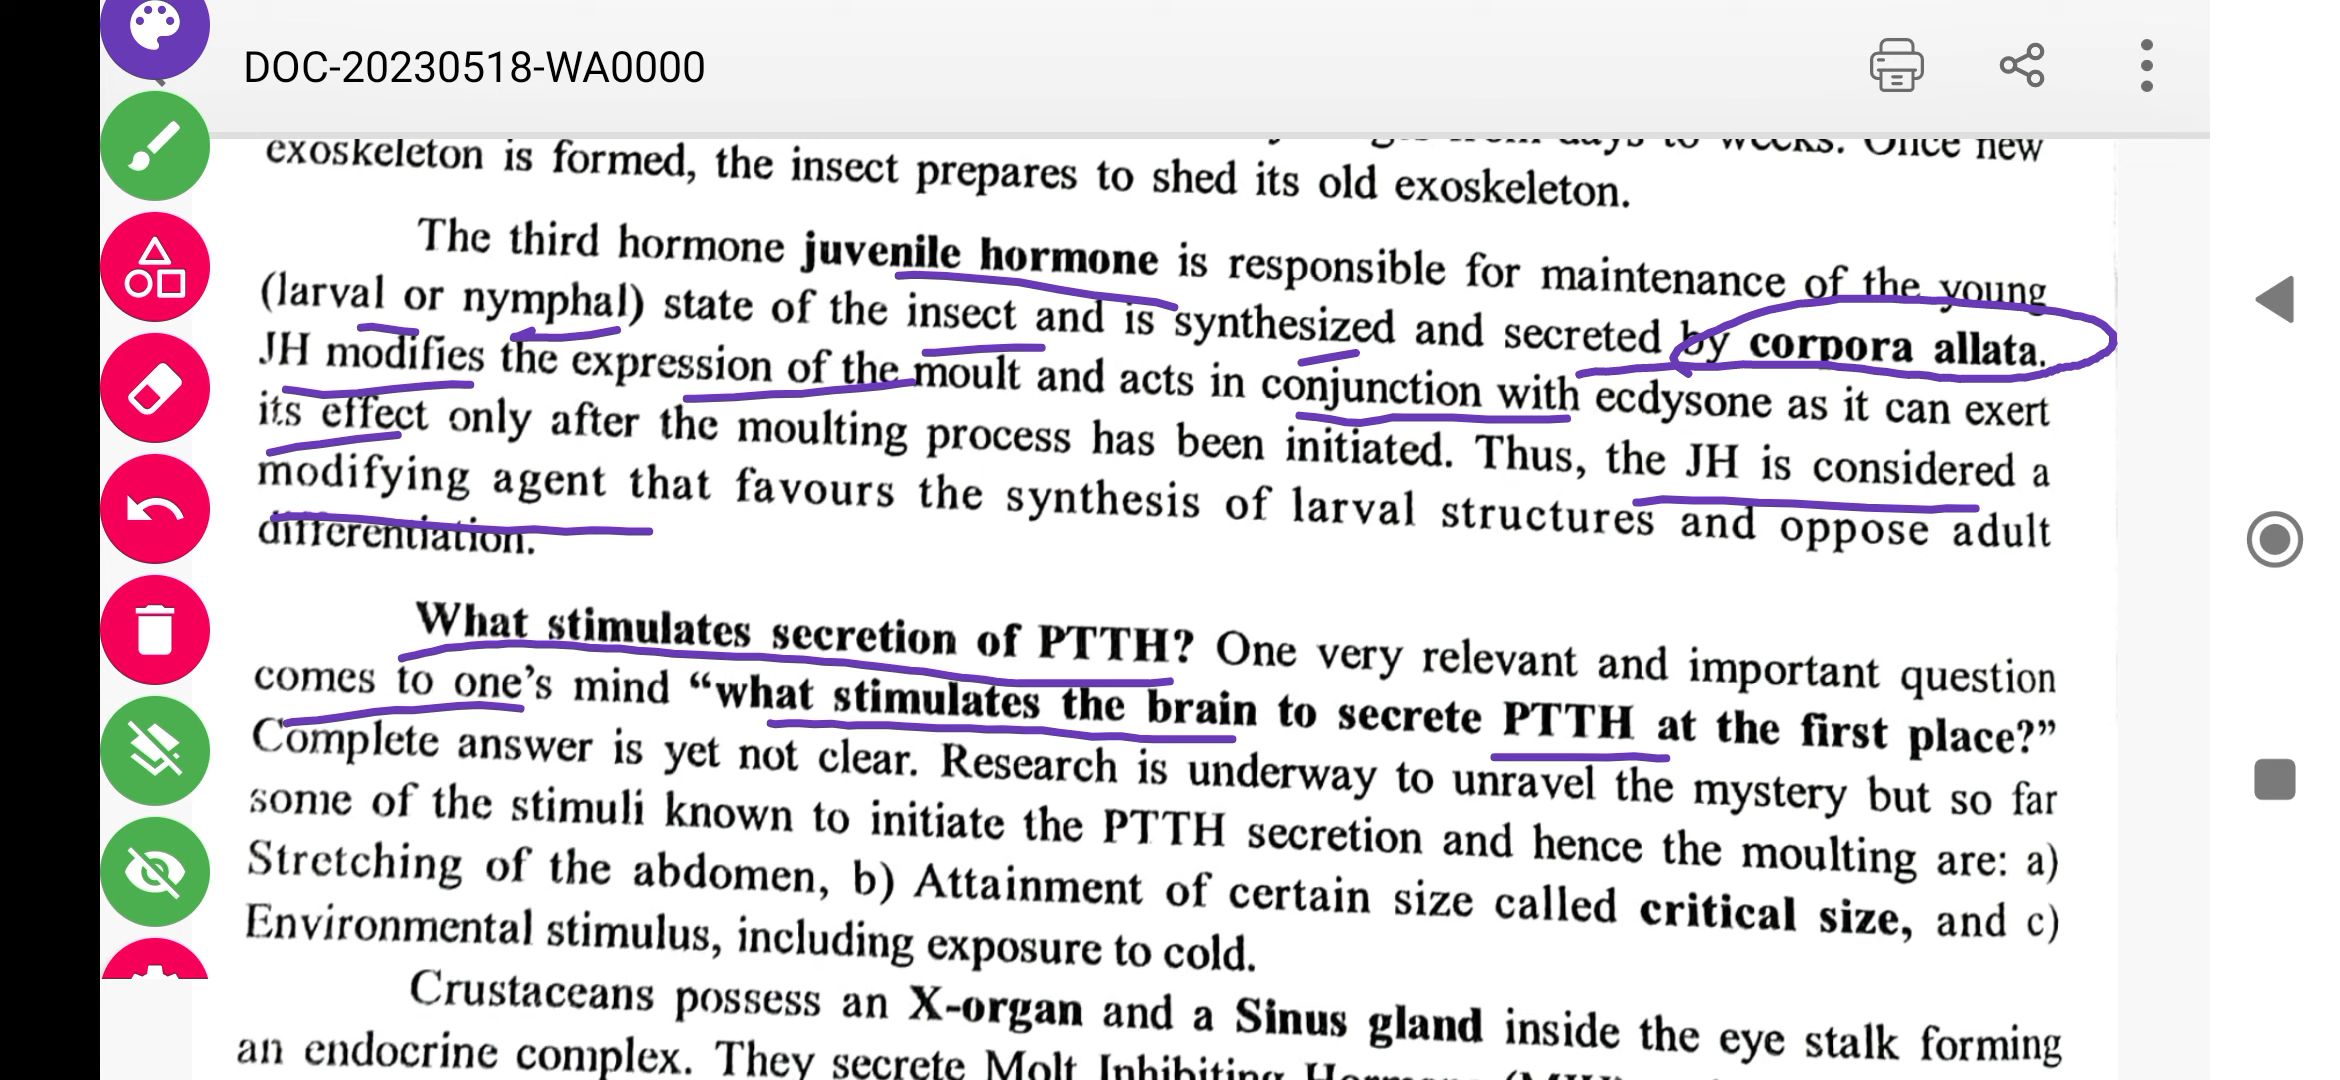 DOC-20230518-WA0000
exoskeleton is formed, the insect prepares to shed its old exoskeleton.
days to weeks. Once new
The third hormone juvenile hormone is responsible for maintenance of the young
(larval or nymphal) state of the insect and is synthesized and secreted by corpora allata.
JH modifies the expression of the moult and acts in conjunction with ecdysone as it can exert
its effect only after the moulting process has been initiated. Thus, the JH is considered a
modifying agent that favours the synthesis of larval structures and oppose adult
differentiation.
What stimulates secretion of PTTH? One very relevant and important question
comes to one’s mind “what stimulates the brain to secrete PTTH at the first place?”
Complete answer is yet not clear. Research is underway to unravel the mystery but so far
some of the stimuli known to initiate the PTTH secretion and hence the moulting are: a)
Stretching of the abdomen, b) Attainment of certain size called critical size, and c)
Environmental stimulus, including exposure to cold.
Crustaceans possess an X-organ and a Sinus gland inside the eye stalk forming
an endocrine complex. They secrete Molt Inhibiting Hormone (MIH)